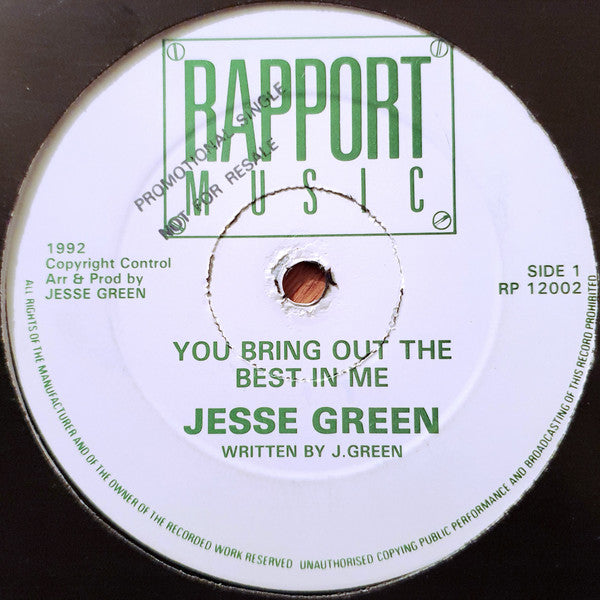 RAPPORT
MUSIC
PROMOTIONAL SINGLE
NOT FOR RESALE
1992
Copyright Control
Arr & Prod by
JESSE GREEN
SIDE 1
RP 12002
YOU BRING OUT THE
BEST IN ME
JESSE GREEN
WRITTEN BY J.GREEN
ALL RIGHTS OF THE MANUFACTURER AND OF THE OWNER OF THE RECORDED WORK RESERVED UNAUTHORISED COPYING PUBLIC PERFORMANCE AND BROADCASTING OF THIS RECORD PROHIBITED